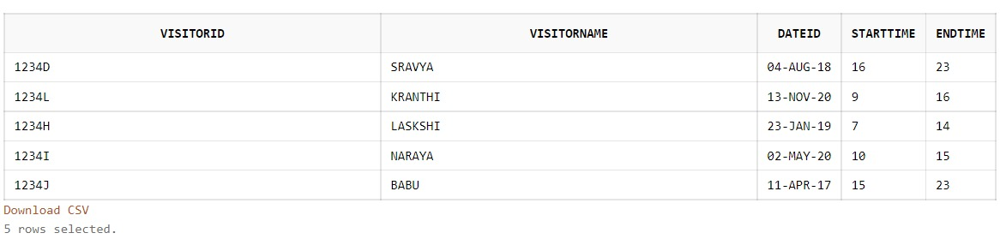 VISITORID VISITORNAME DATEID STARTTIME ENDTIME
1234D SRAVYA 04-AUG-18 16 23
1234L KRANTHI 13-NOV-20 9 16
1234H LASKSHI 23-JAN-19 7 14
1234I NARAYA 02-MAY-20 10 15
1234J BABU 11-APR-17 15 23
Download CSV
5 rows selected.